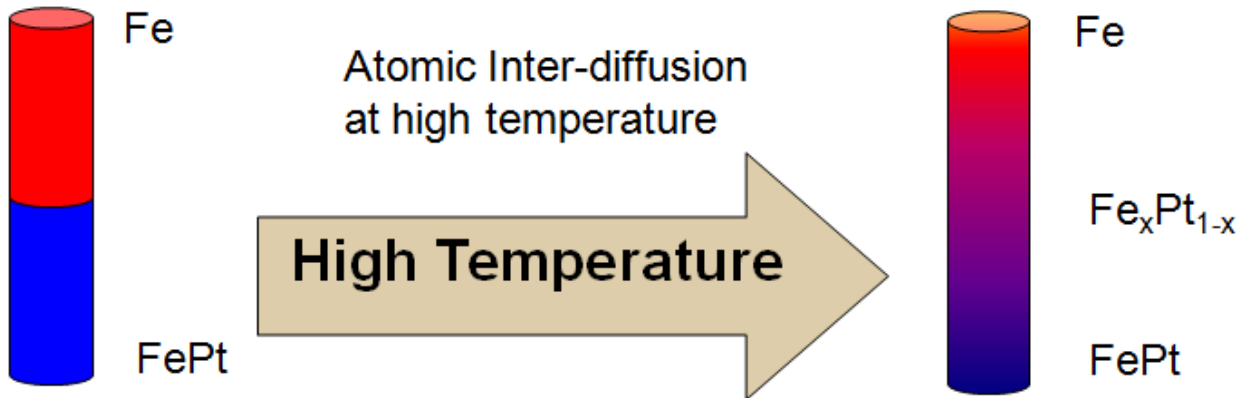 Fe
FePt
Atomic Inter-diffusion
at high temperature
High Temperature
Fe
FeₓPt₁₋ₓ
FePt